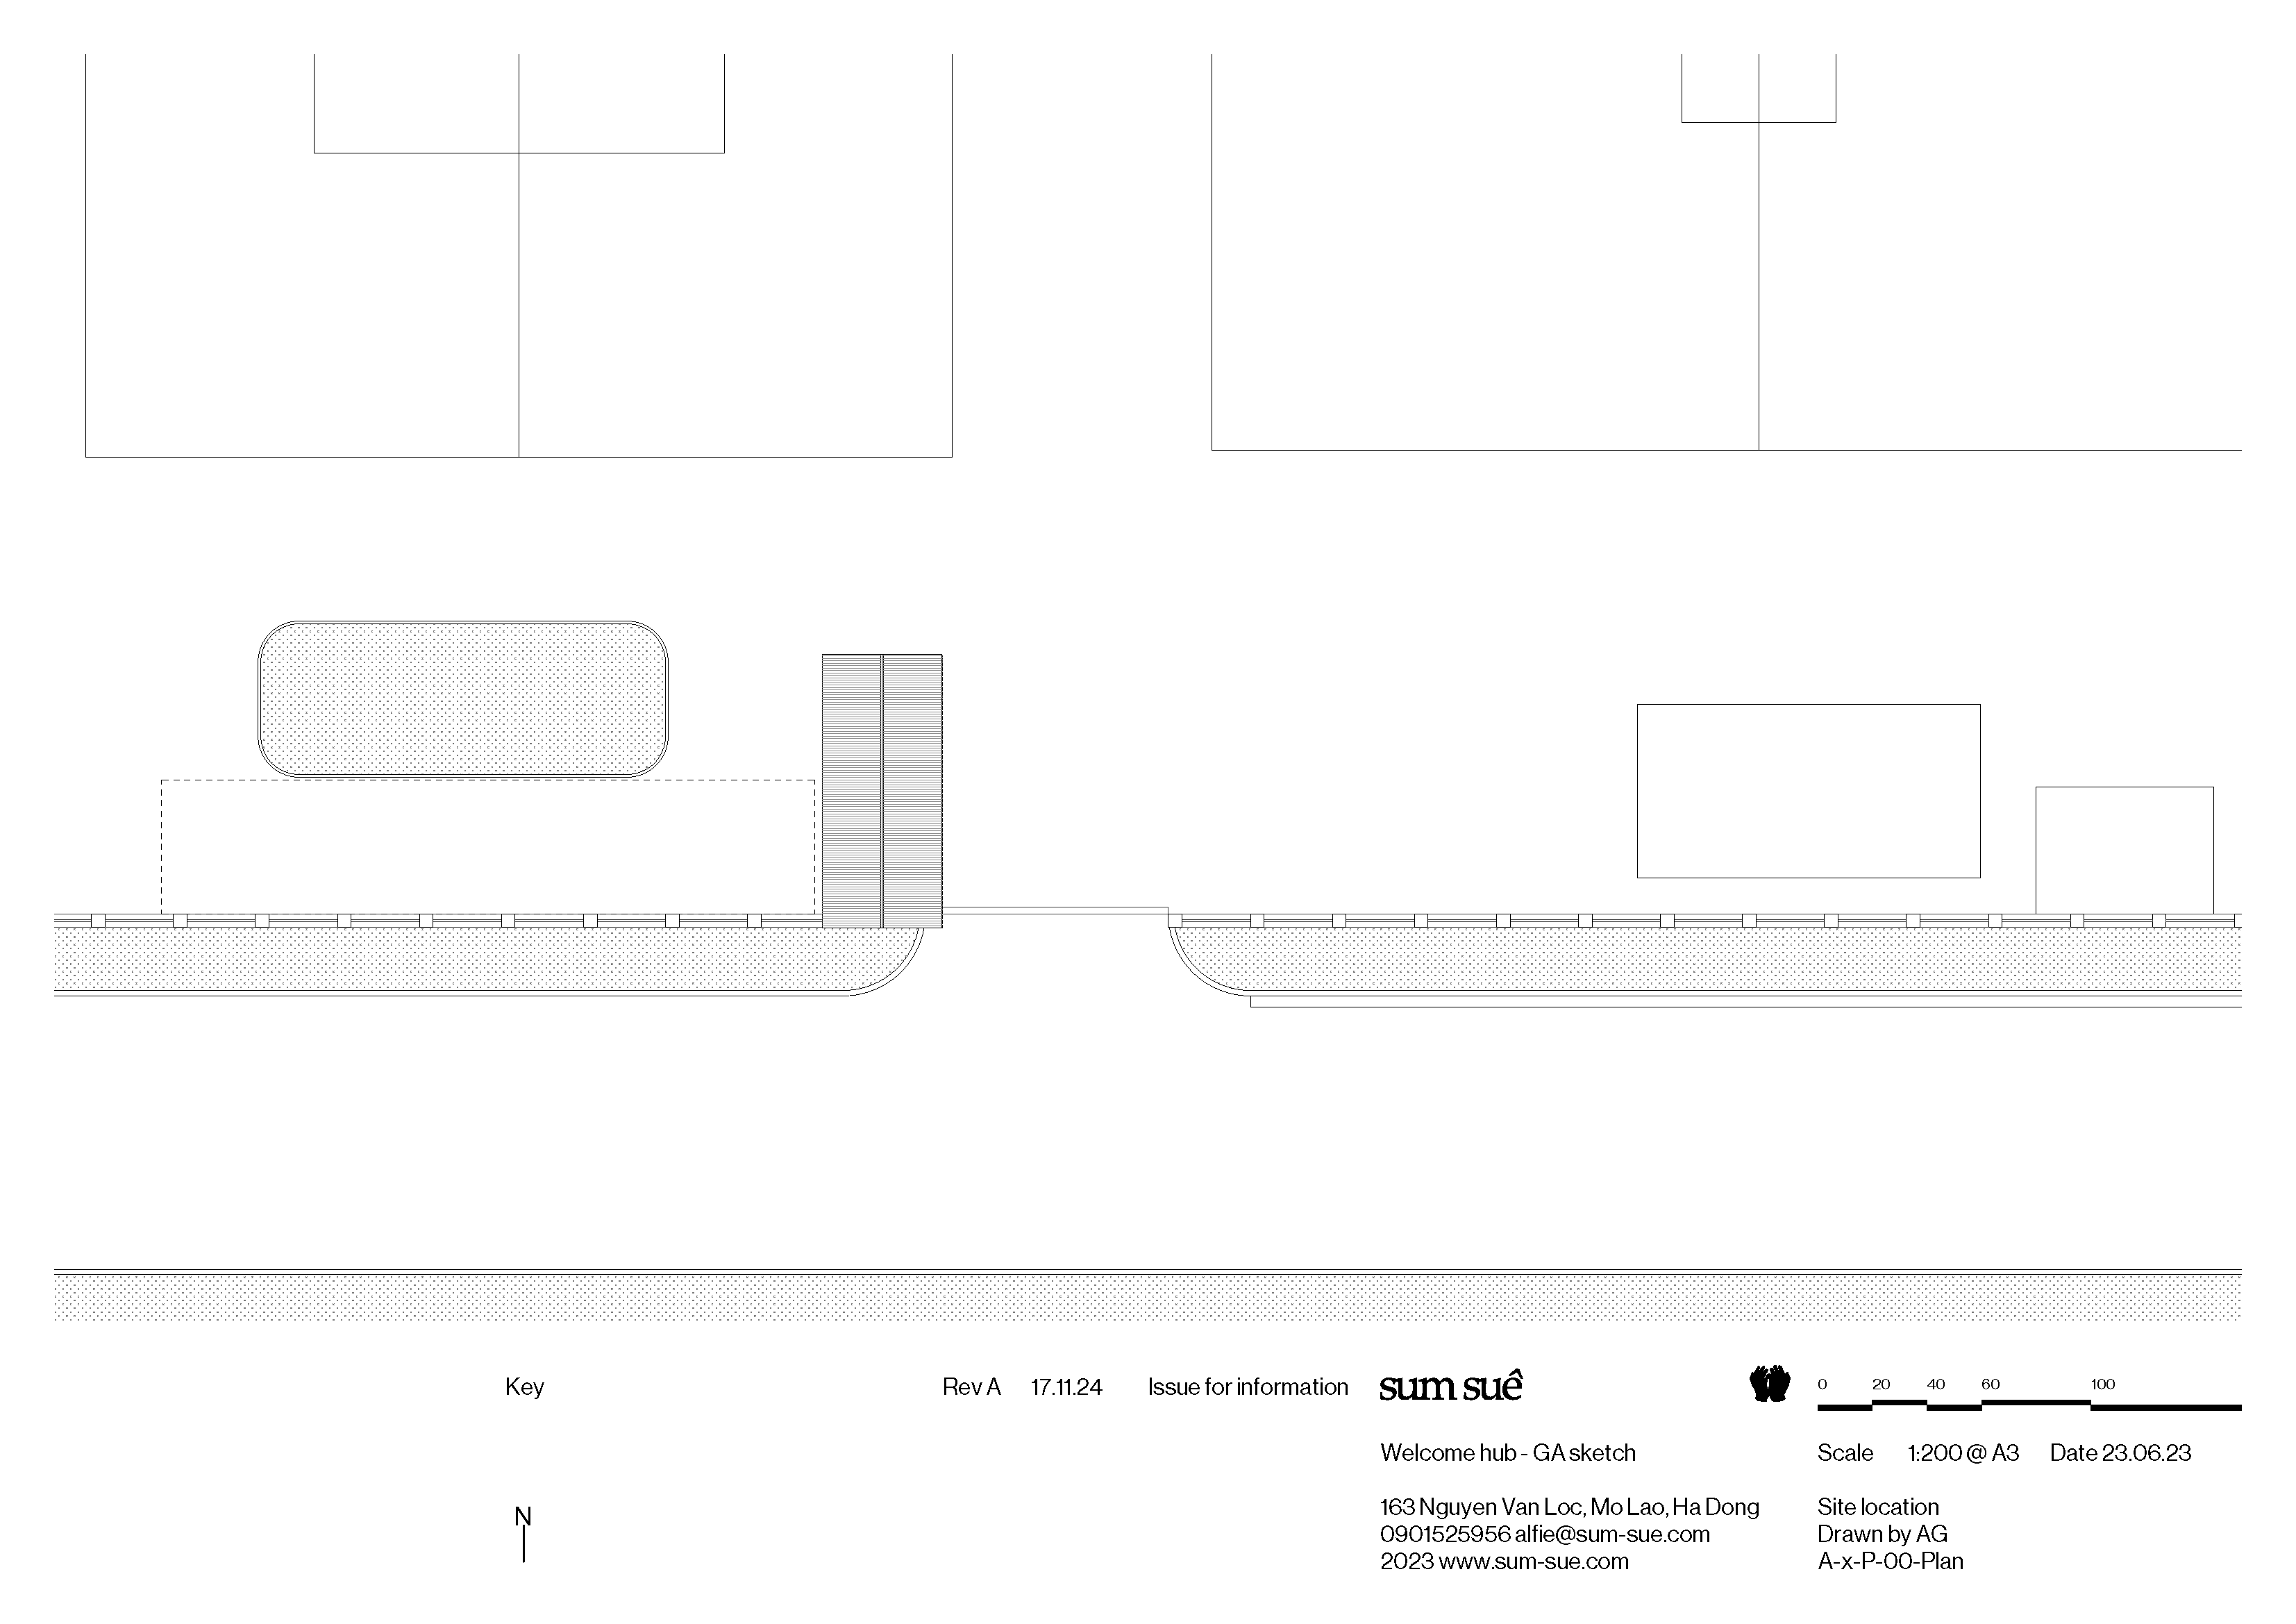 Key
N
Rev A 17.11.24 Issue for information
sum suê
0 20 40 60 100
Welcome hub - GA sketch
Scale 1:200 @ A3 Date 23.06.23
163 Nguyen Van Loc, Mo Lao, Ha Dong
0901525956 alfie@sum-sue.com
2023 www.sum-sue.com
Site location
Drawn by AG
A-x-P-00-Plan